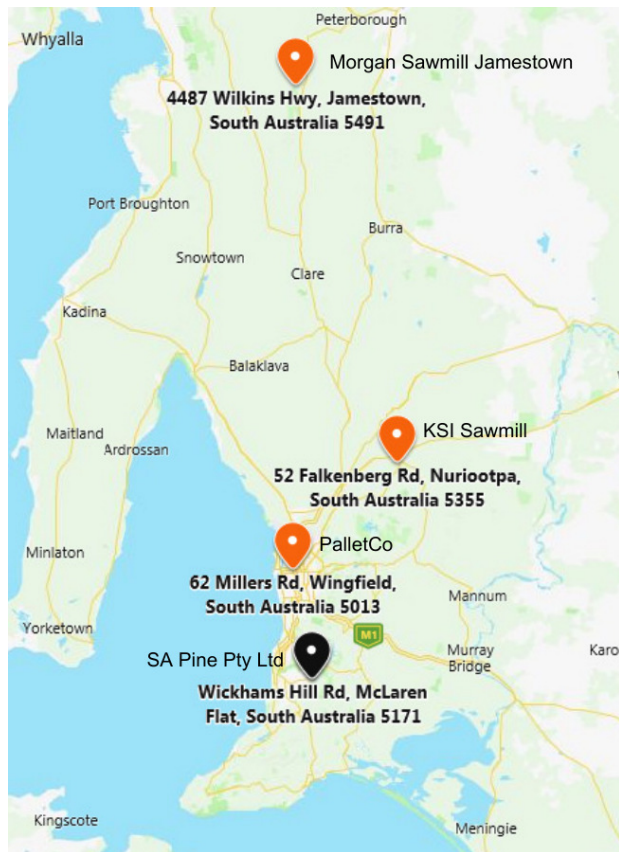 Peterborough
Whyalla
Morgan Sawmill Jamestown
4487 Wilkins Hwy, Jamestown,
South Australia 5491
Port Broughton
Burra
Snowtown
Clare
Kadina
Balaklava
Maitland
KSI Sawmill
Ardrossan
52 Falkenberg Rd, Nuriootpa,
South Australia 5355
PalletCo
Minlaton
62 Millers Rd, Wingfield,
South Australia 5013
Mannum
Yorketown
M1
SA Pine Pty Ltd
Murray
Bridge
Karo
Wickhams Hill Rd, McLaren
Flat, South Australia 5171
Kingscote
Meningie